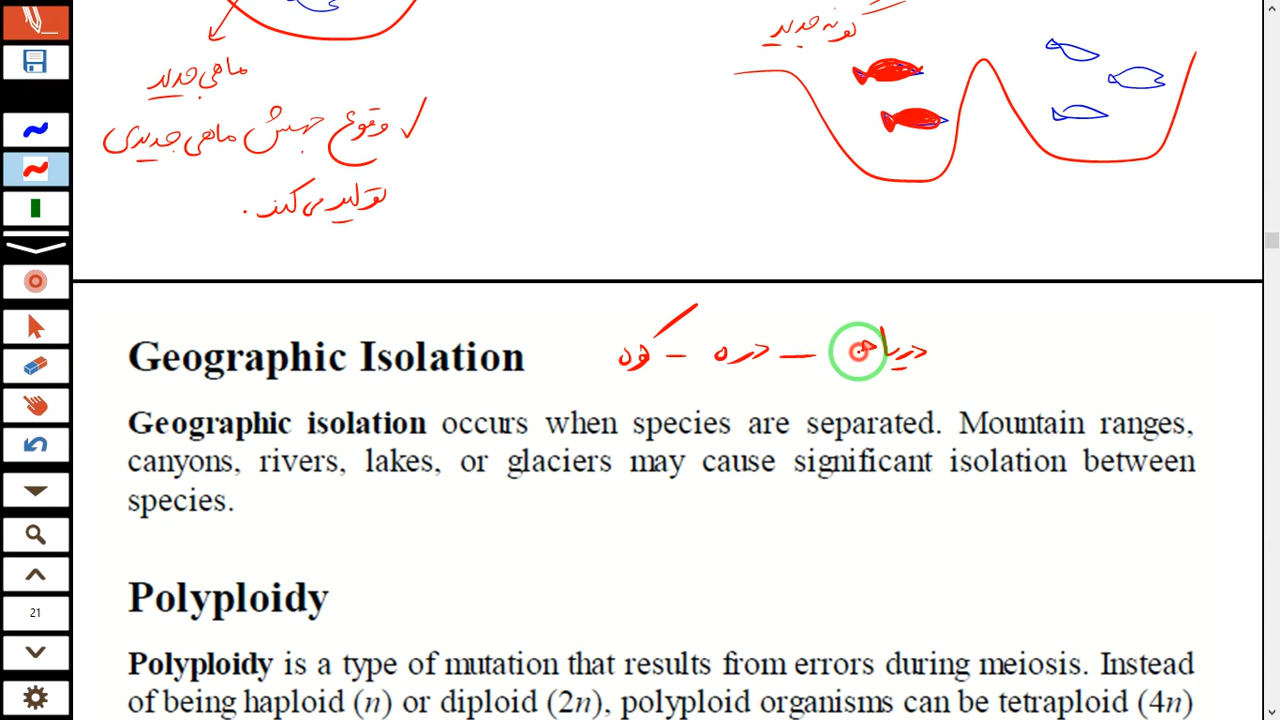 گونه جدید
ماهی جدید
✓ وقوع جهش ماهی جدیدی
تولید می‌کند.
Geographic Isolation
کوه – دره – دریا
Geographic isolation occurs when species are separated. Mountain ranges,
canyons, rivers, lakes, or glaciers may cause significant isolation between
species.
21
Polyploidy
Polyploidy is a type of mutation that results from errors during meiosis. Instead
of being haploid (n) or diploid (2n), polyploid organisms can be tetraploid (4n)